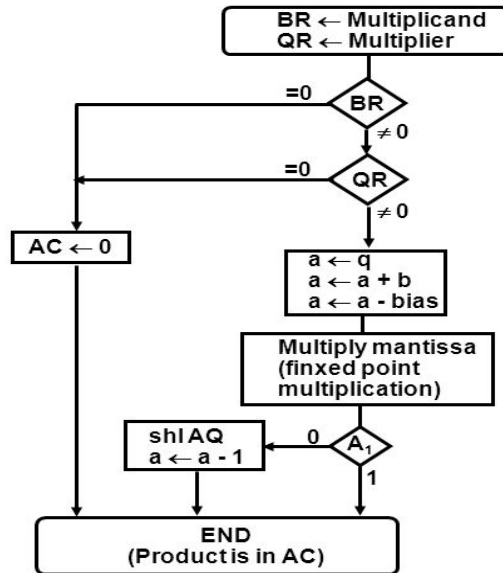 BR ← Multiplicand
QR ← Multiplier
=0
BR
≠ 0
=0
QR
≠ 0
AC ← 0
a ← q
a ← a + b
a ← a - bias
Multiply mantissa
(finxed point
multiplication)
shl AQ
a ← a - 1
0
A₁
1
END
(Product is in AC)